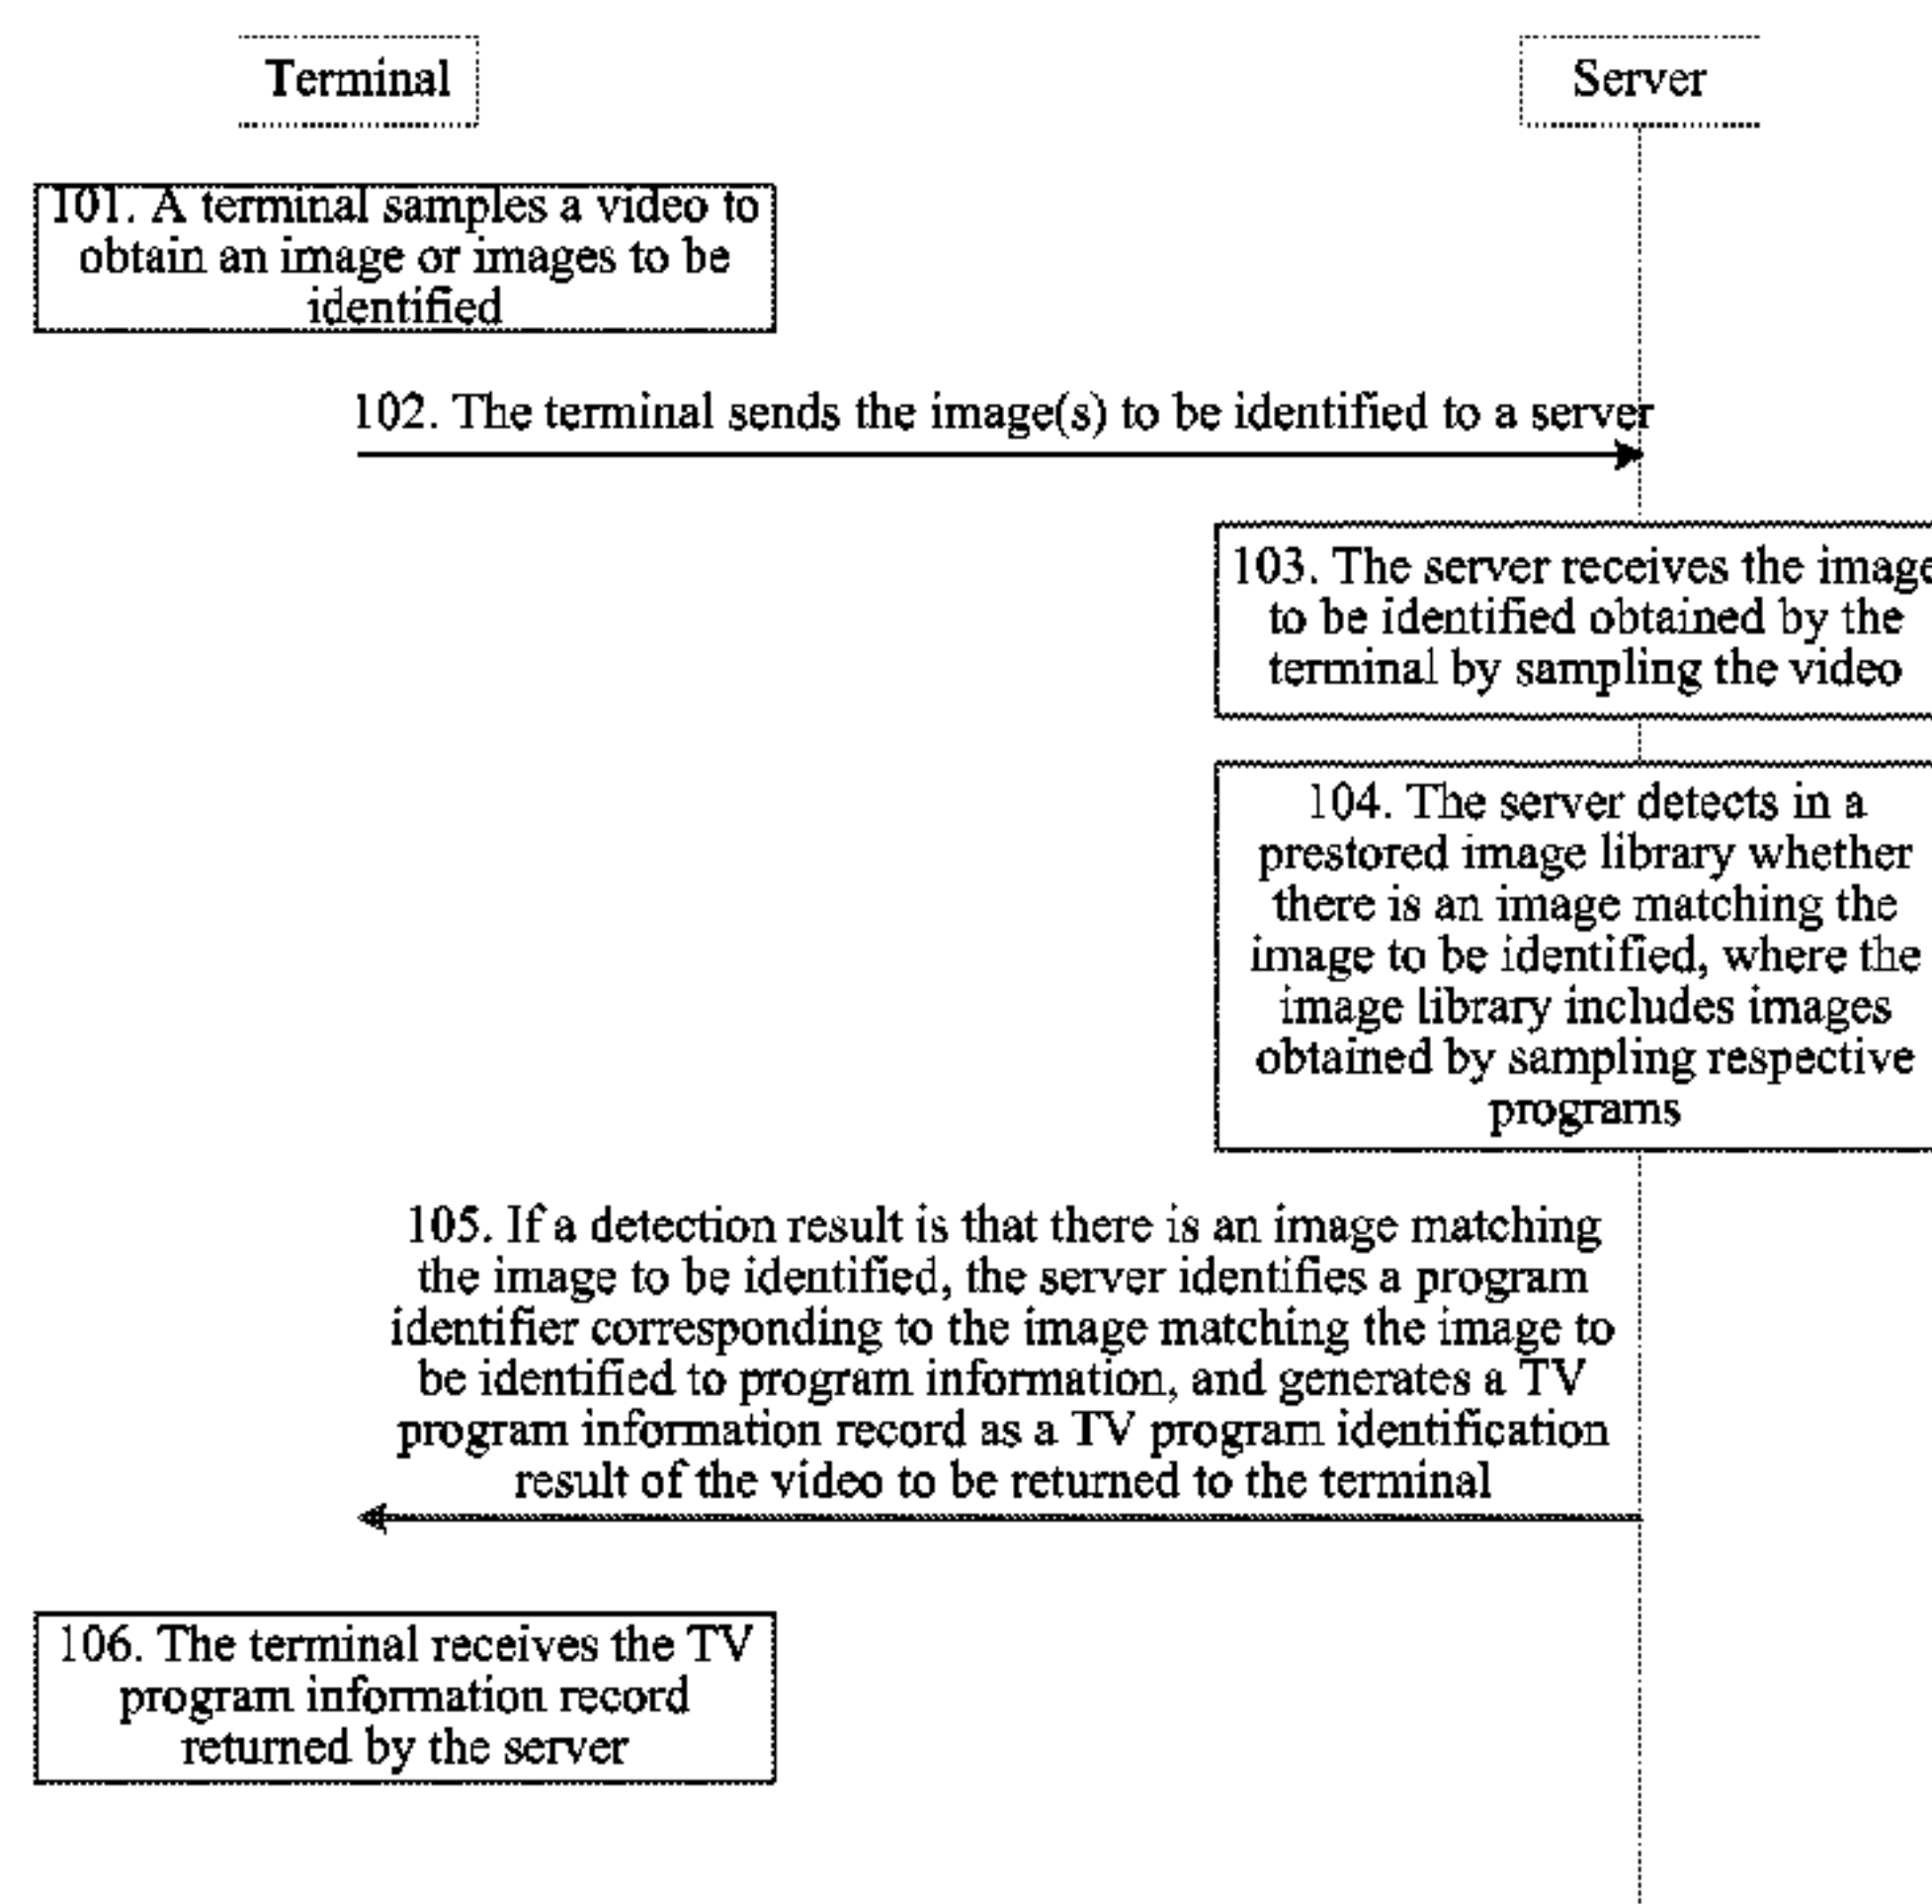 Terminal
Server
101. A terminal samples a video to
obtain an image or images to be
identified
102. The terminal sends the image(s) to be identified to a server
103. The server receives the image
to be identified obtained by the
terminal by sampling the video
104. The server detects in a
prestored image library whether
there is an image matching the
image to be identified, where the
image library includes images
obtained by sampling respective
programs
105. If a detection result is that there is an image matching
the image to be identified, the server identifies a program
identifier corresponding to the image matching the image to
be identified to program information, and generates a TV
program information record as a TV program identification
result of the video to be returned to the terminal
106. The terminal receives the TV
program information record
returned by the server